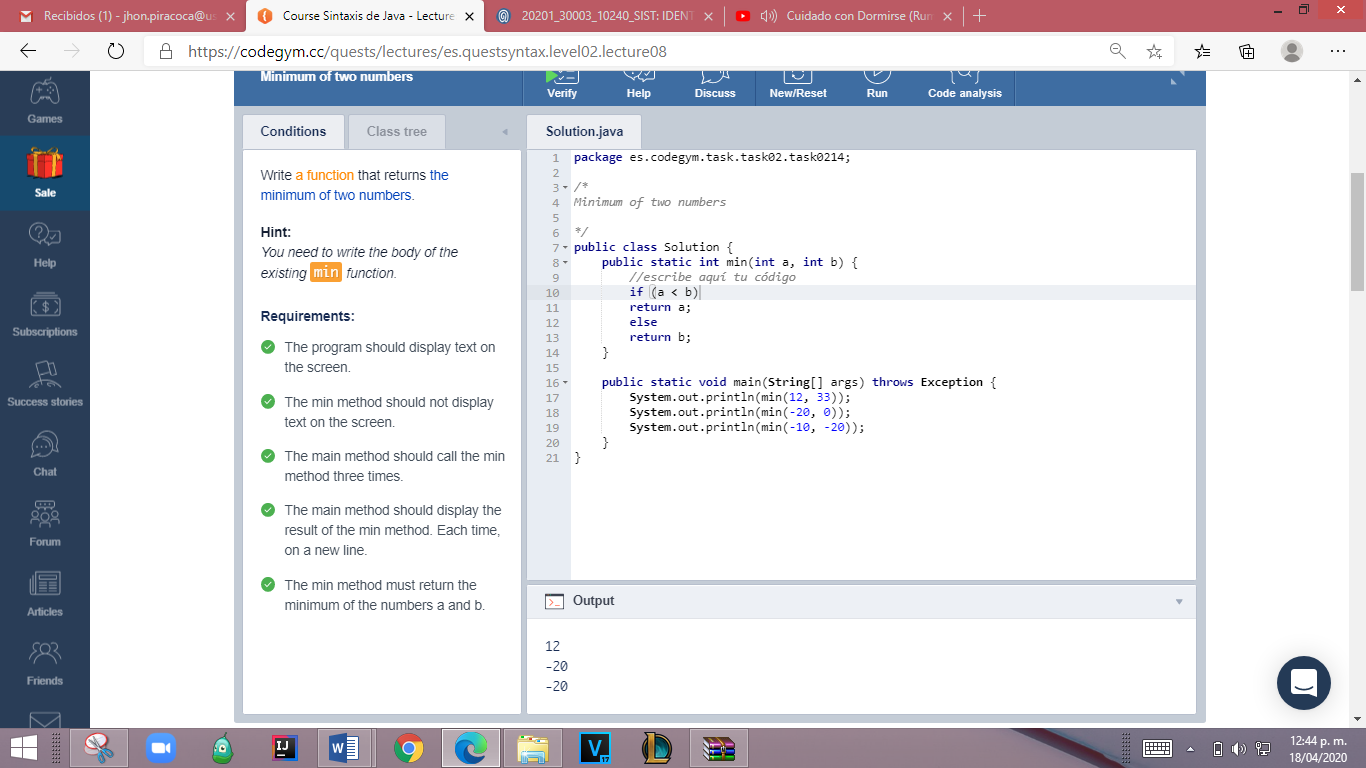 Recibidos (1) - jhon.piracoca@us
Course Sintaxis de Java - Lecture
20201_30003_10240_SIST: IDENT
Cuidado con Dormirse (Run
https://codegym.cc/quests/lectures/es.questsyntax.level02.lecture08
Games
Sale
Help
Subscriptions
Success stories
Chat
Forum
Articles
Friends
Minimum of two numbers
Verify
Help
Discuss
New/Reset
Run
Code analysis
Conditions
Class tree
Write a function that returns the
minimum of two numbers.
Hint:
You need to write the body of the
existing min function.
Requirements:
The program should display text on
the screen.
The min method should not display
text on the screen.
The main method should call the min
method three times.
The main method should display the
result of the min method. Each time,
on a new line.
The min method must return the
minimum of the numbers a and b.
Solution.java
1 package es.codegym.task.task02.task0214;
2
3 /*
4 Minimum of two numbers
5
6 */
7 public class Solution {
8 public static int min(int a, int b) {
9 //escribe aquí tu código
10 if (a < b)
11 return a;
12 else
13 return b;
14 }
15
16 public static void main(String[] args) throws Exception {
17 System.out.println(min(12, 33));
18 System.out.println(min(-20, 0));
19 System.out.println(min(-10, -20));
20 }
21 }
Output
12
-20
-20
12:44 p. m.
18/04/2020